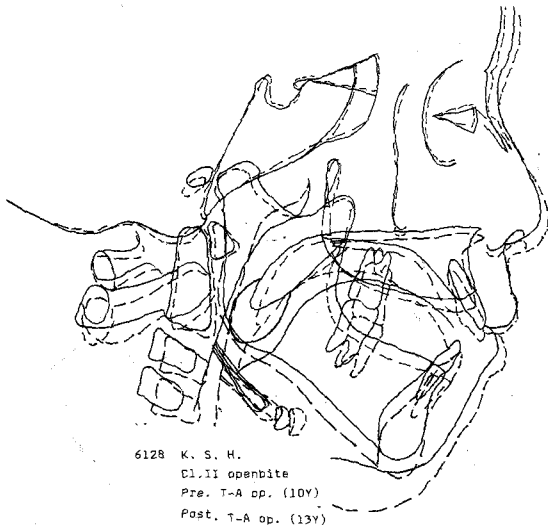 6128 K. S. H.
Cl.II openbite
Pre. T-A op. (10Y)
Post. T-A op. (13Y)